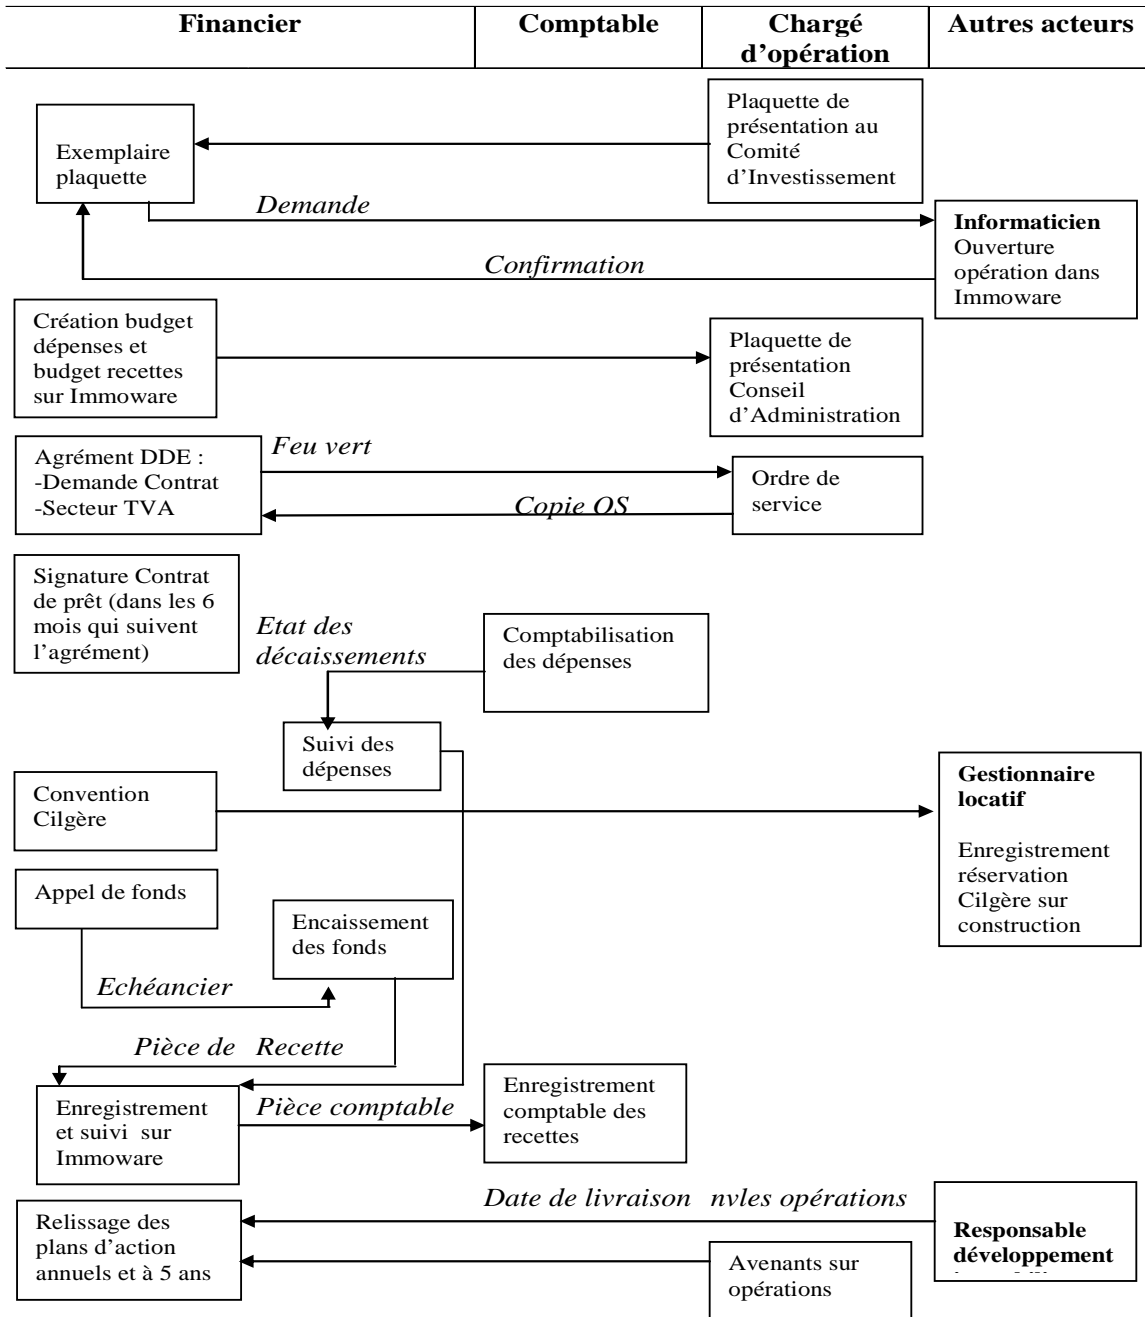 Financier
Comptable
Chargé
d’opération
Autres acteurs
Plaquette de
présentation au
Comité
d’Investissement
Exemplaire
plaquette
Demande
Informaticien
Ouverture
opération dans
Immoware
Confirmation
Création budget
dépenses et
budget recettes
sur Immoware
Plaquette de
présentation
Conseil
d’Administration
Agrément DDE :
-Demande Contrat
-Secteur TVA
Feu vert
Ordre de
service
Copie OS
Signature Contrat
de prêt (dans les 6
mois qui suivent
l’agrément)
Etat des
décaissements
Comptabilisation
des dépenses
Suivi des
dépenses
Convention
Cilgère
Gestionnaire
locatif
Enregistrement
réservation
Cilgère sur
construction
Appel de fonds
Encaissement
des fonds
Echéancier
Pièce de Recette
Enregistrement
et suivi sur
Immoware
Pièce comptable
Enregistrement
comptable des
recettes
Date de livraison nvles opérations
Relissage des
plans d’action
annuels et à 5 ans
Responsable
développement
Avenants sur
opérations